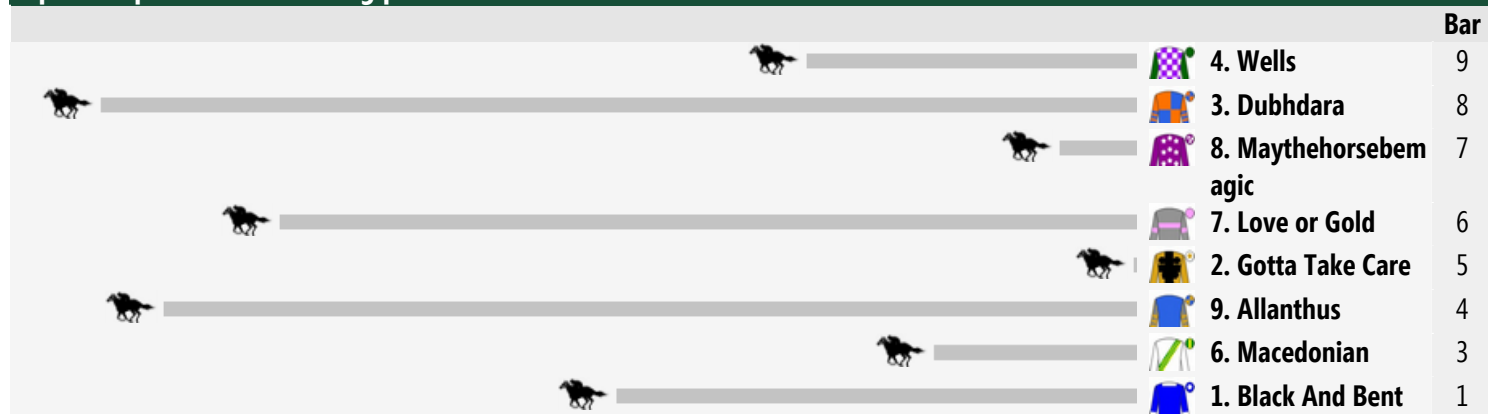 Bar
4. Wells 9
3. Dubhdara 8
8. Maythehorsebem 7
agic
7. Love or Gold 6
2. Gotta Take Care 5
9. Allanthus 4
6. Macedonian 3
1. Black And Bent 1